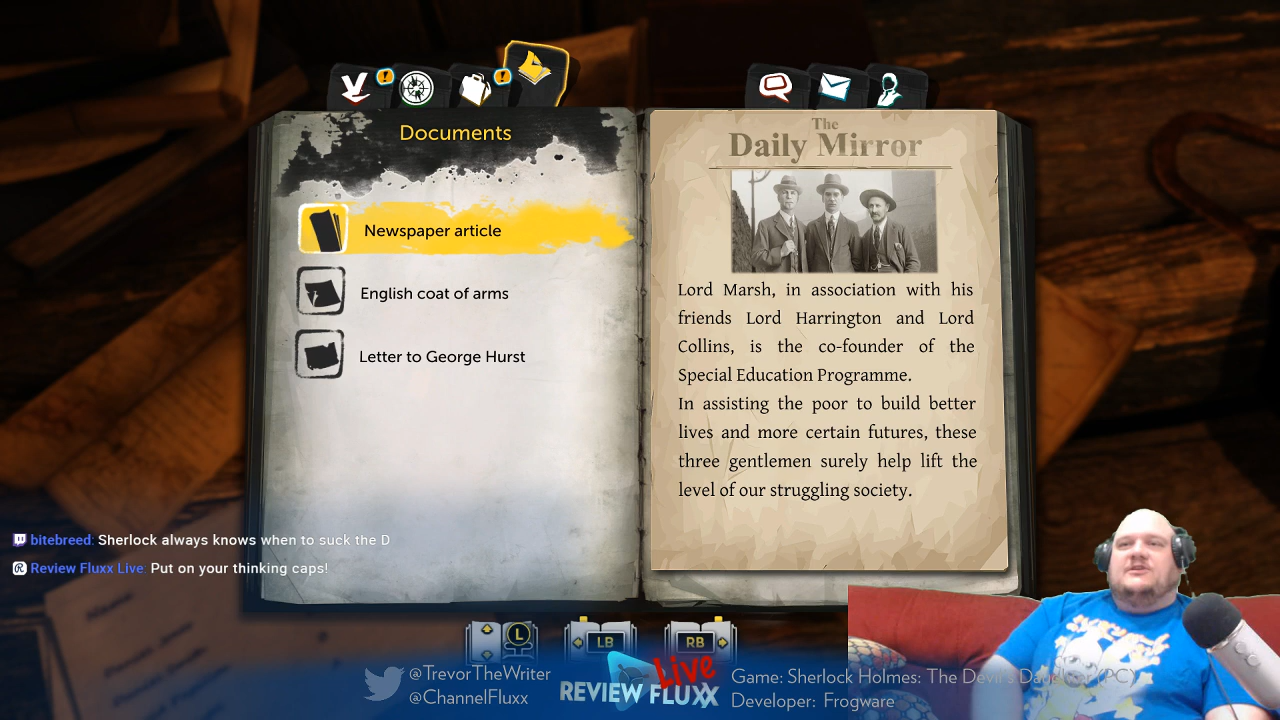 Documents
Newspaper article
English coat of arms
Letter to George Hurst
The
Daily Mirror
Lord Marsh, in association with his
friends Lord Harrington and Lord
Collins, is the co-founder of the
Special Education Programme.
In assisting the poor to build better
lives and more certain futures, these
three gentlemen surely help lift the
level of our struggling society.
bitebreed: Sherlock always knows when to suck the D
Review Fluxx Live: Put on your thinking caps!
L
LB
RB
@TrevorTheWriter
@ChannelFluxx
Live
REVIEW FLUXX
Game: Sherlock Holmes: The Devil's Daughter (PC)
Developer: Frogware